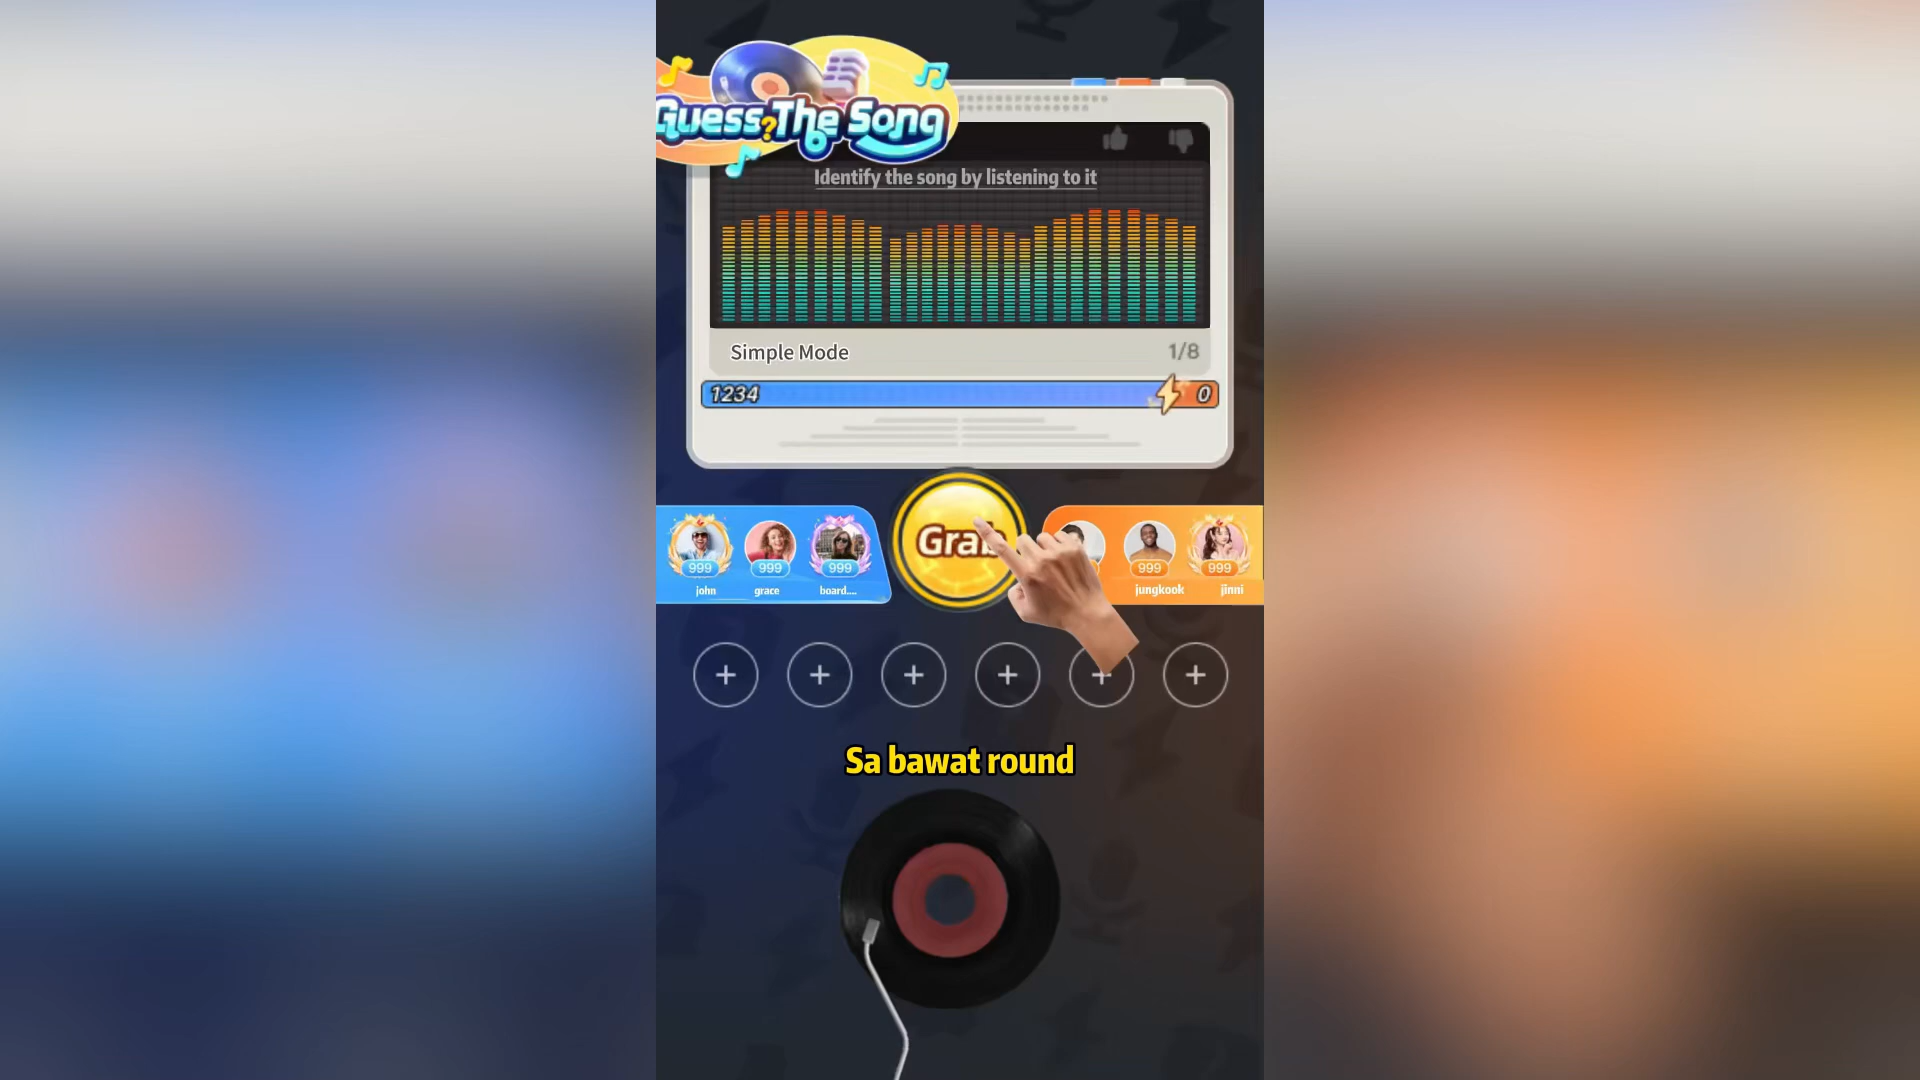 Guess?The Song
Identify the song by listening to it
Simple Mode
1/8
1234
0
Grab
999
999
999
999
999
john
grace
board....
jungkook
jinni
Sa bawat round